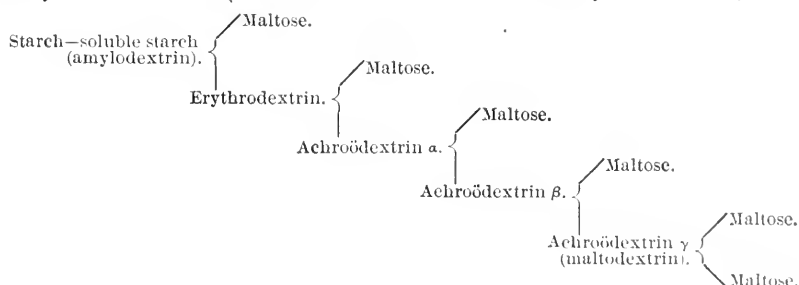 Maltose.
Starch—soluble starch
(amylodextrin).
Maltose.
Erythrodextrin.
Maltose.
Achroödextrin α.
Maltose.
Achroödextrin β.
Maltose.
Achroödextrin γ
(maltodextrin).
Maltose.